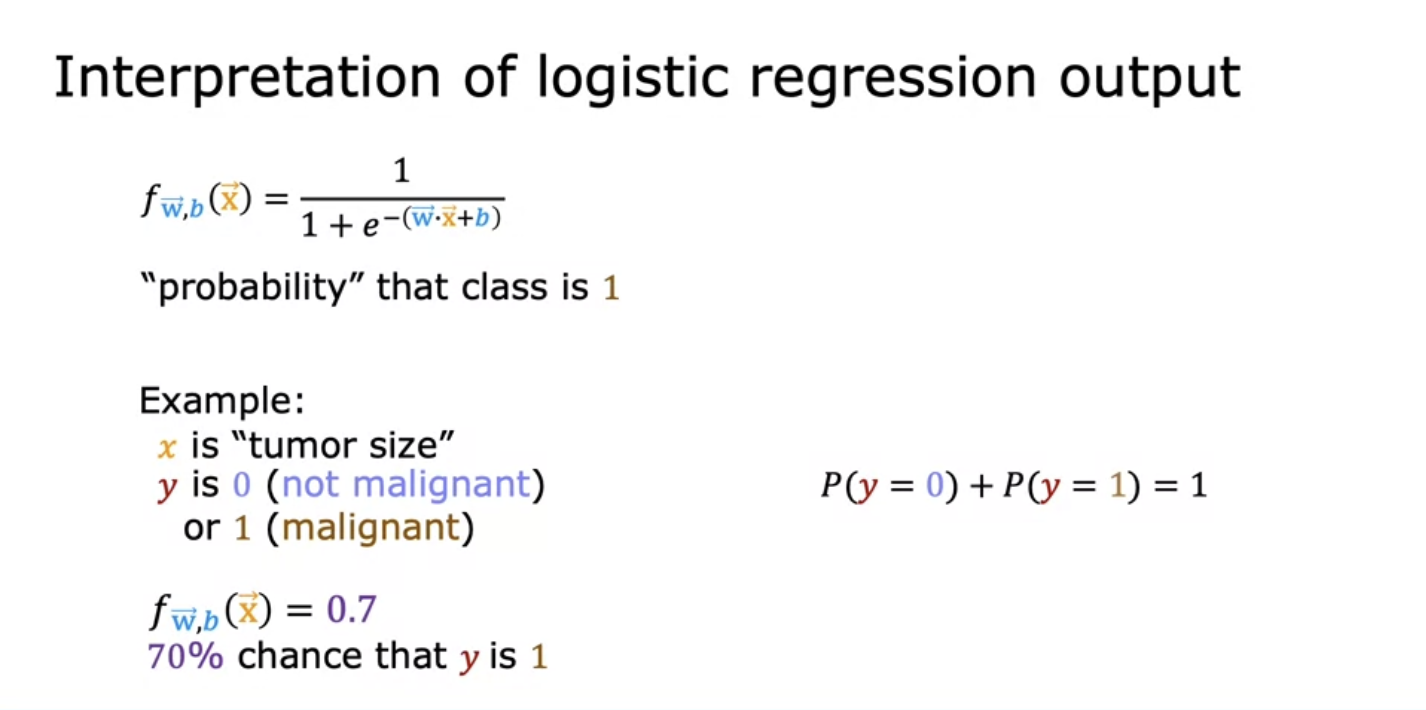 Interpretation of logistic regression output
f_{\vec{w},b}(\vec{x}) = \frac{1}{1 + e^{-(\vec{w}\cdot\vec{x}+b)}}
“probability” that class is 1
Example:
x is “tumor size”
y is 0 (not malignant)
or 1 (malignant)
P(y = 0) + P(y = 1) = 1
f_{\vec{w},b}(\vec{x}) = 0.7
70% chance that y is 1